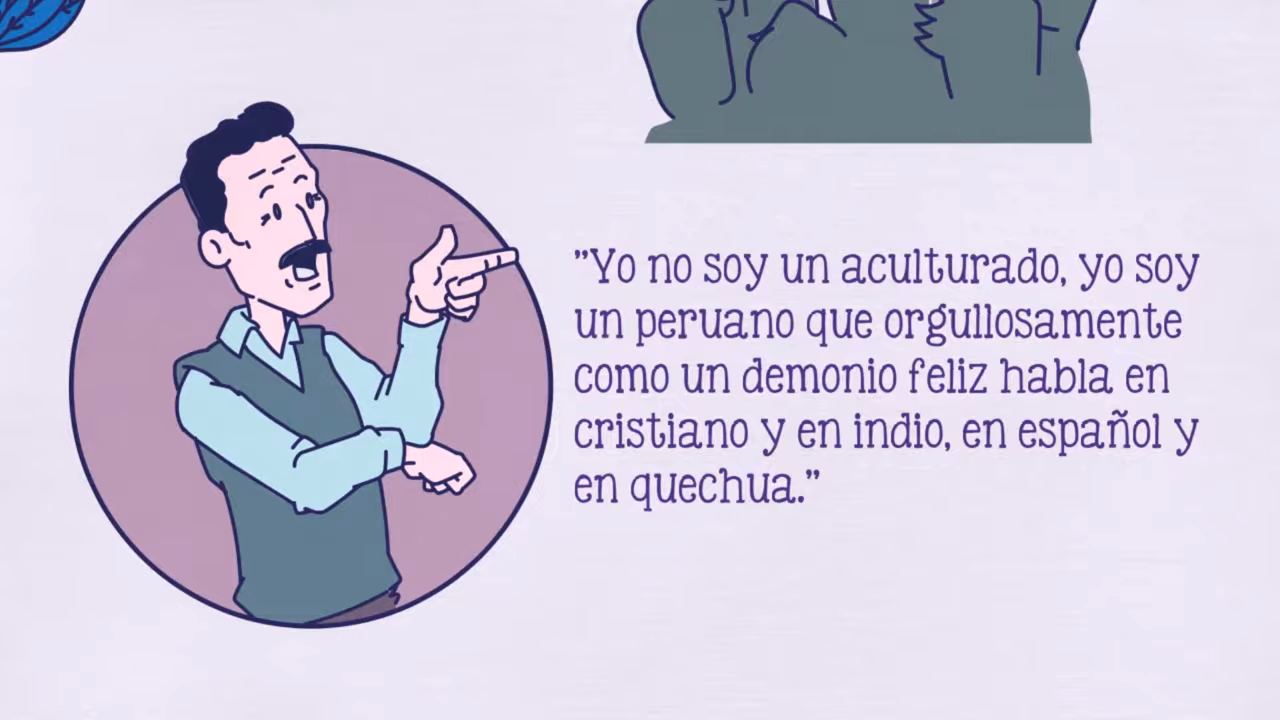 "Yo no soy un aculturado, yo soy
un peruano que orgullosamente
como un demonio feliz habla en
cristiano y en indio, en español y
en quechua."